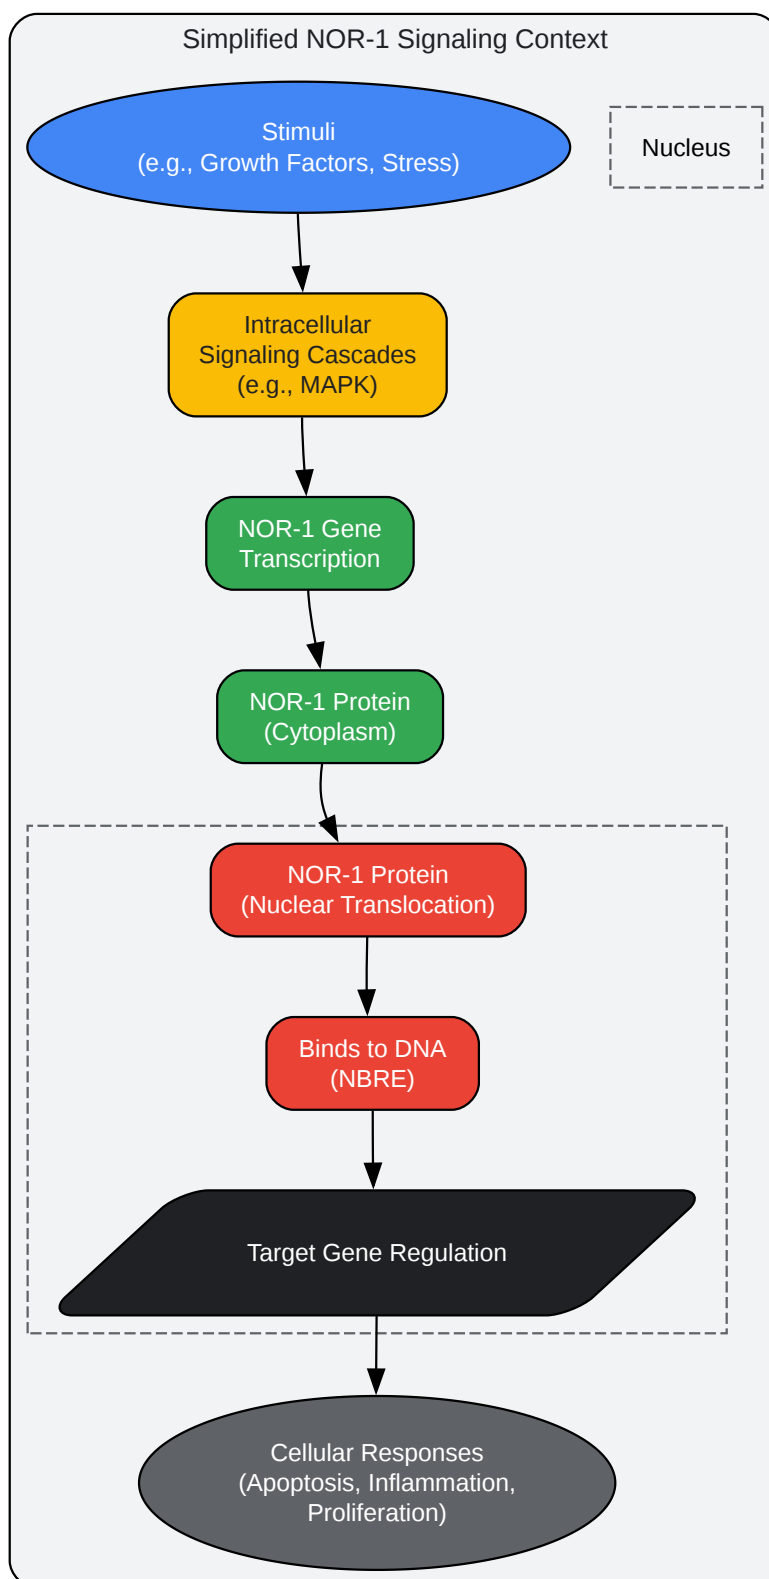 Simplified NOR-1 Signaling Context
Stimuli
(e.g., Growth Factors, Stress)
Nucleus
Intracellular
Signaling Cascades
(e.g., MAPK)
NOR-1 Gene
Transcription
NOR-1 Protein
(Cytoplasm)
NOR-1 Protein
(Nuclear Translocation)
Binds to DNA
(NBRE)
Target Gene Regulation
Cellular Responses
(Apoptosis, Inflammation,
Proliferation)